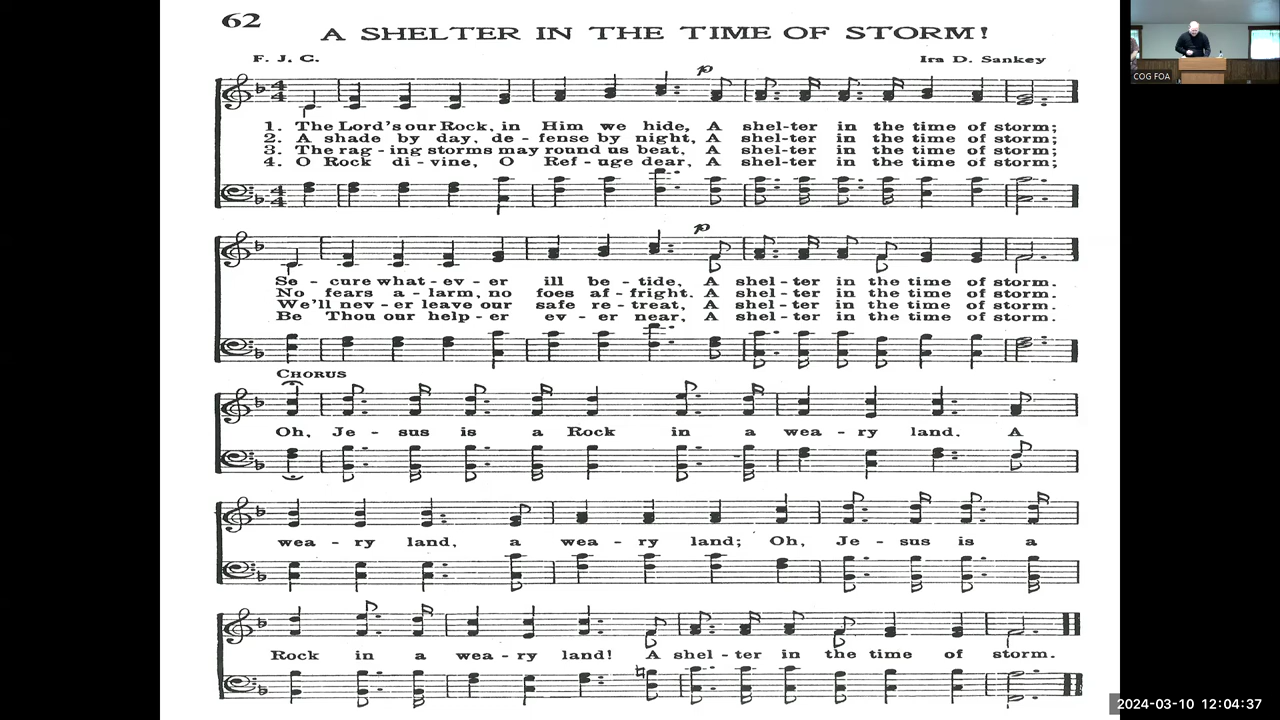 62
A SHELTER IN THE TIME OF STORM!
F. J. C. Ira D. Sankey
p
1. The Lord's our Rock, in Him we hide, A shel-ter in the time of storm;
2. A shade by day, de - fense by night, A shel-ter in the time of storm;
3. The rag - ing storms may round us beat, A shel-ter in the time of storm;
4. O Rock di - vine, O Ref - uge dear, A shel-ter in the time of storm;
p
Se - cure what - ev - er ill be - tide, A shel-ter in the time of storm.
No fears a - larm, no foes af - fright. A shel-ter in the time of storm.
We'll nev - er leave our safe re - treat, A shel-ter in the time of storm.
Be Thou our help - er ev - er near, A shel-ter in the time of storm.
CHORUS
Oh, Je - sus is a Rock in a wea - ry land, A
wea - ry land, a wea - ry land; Oh, Je - sus is a
Rock in a wea - ry land! A shel - ter in the time of storm.
COG FOA
2024-03-10 12:04:37